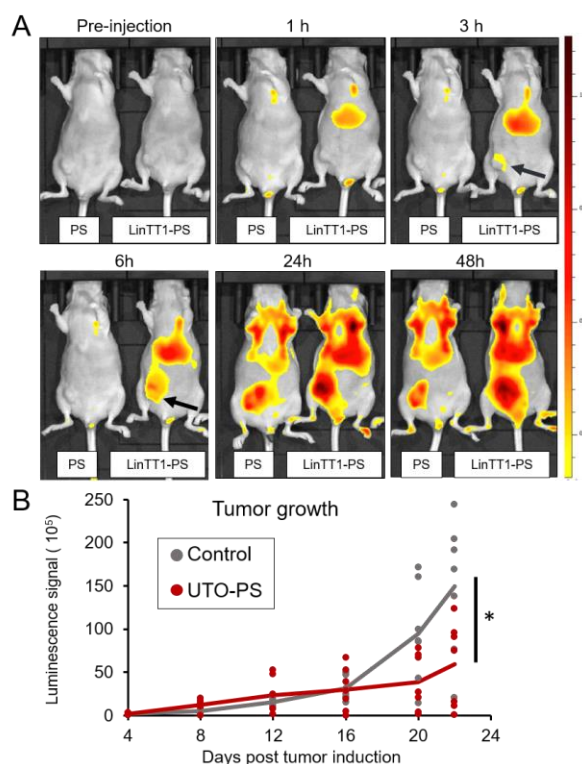 A
Pre-injection 1 h 3 h
PS LinTT1-PS PS LinTT1-PS PS LinTT1-PS
6h 24h 48h
PS LinTT1-PS PS LinTT1-PS PS LinTT1-PS
B
Tumor growth
Luminescence signal ( 10⁵)
250
200
150
100
50
0
Control
UTO-PS
*
4 8 12 16 20 24
Days post tumor induction